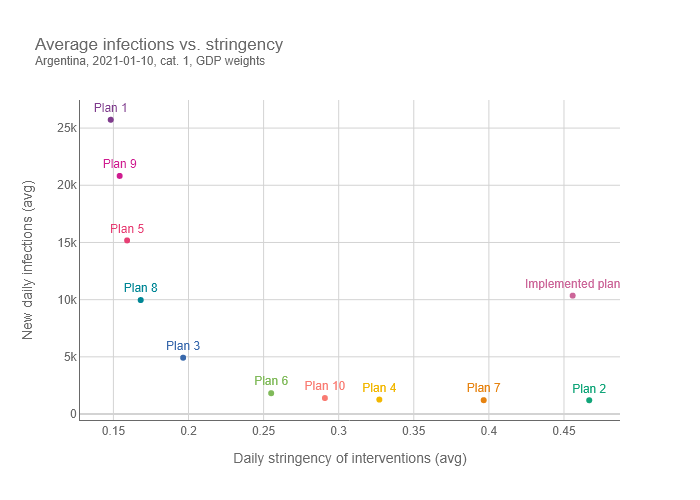 Average infections vs. stringency
Argentina, 2021-01-10, cat. 1, GDP weights
New daily infections (avg)
25k
20k
15k
10k
5k
0
Plan 1
Plan 9
Plan 5
Plan 8
Implemented plan
Plan 3
Plan 6
Plan 10
Plan 4
Plan 7
Plan 2
0.15
0.2
0.25
0.3
0.35
0.4
0.45
Daily stringency of interventions (avg)